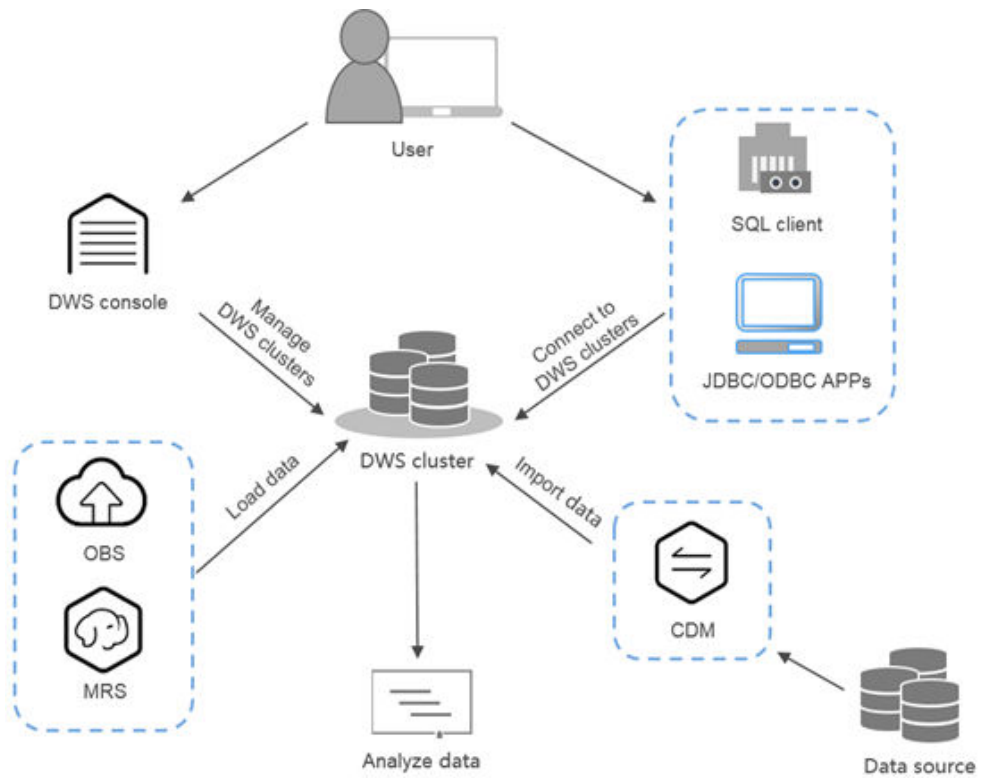 User
SQL client
DWS console
JDBC/ODBC APPs
Manage
DWS clusters
Connect to
DWS clusters
DWS cluster
Load data
Import data
OBS
MRS
CDM
Analyze data
Data source